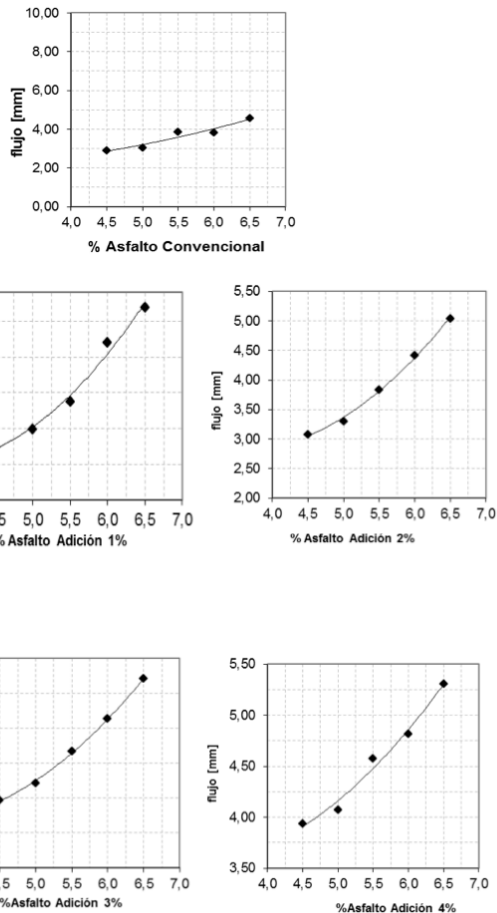 10,00
8,00
6,00
4,00
2,00
0,00
flujo [mm]
4,0 4,5 5,0 5,5 6,0 6,5 7,0
% Asfalto Convencional
5 5,0 5,5 6,0 6,5 7,0
% Asfalto Adición 1%
5,50
5,00
4,50
4,00
3,50
3,00
2,50
2,00
flujo [mm]
4,0 4,5 5,0 5,5 6,0 6,5 7,0
% Asfalto Adición 2%
,5 5,0 5,5 6,0 6,5 7,0
%Asfalto Adición 3%
5,50
5,00
4,50
4,00
3,50
flujo [mm]
4,0 4,5 5,0 5,5 6,0 6,5 7,0
%Asfalto Adición 4%